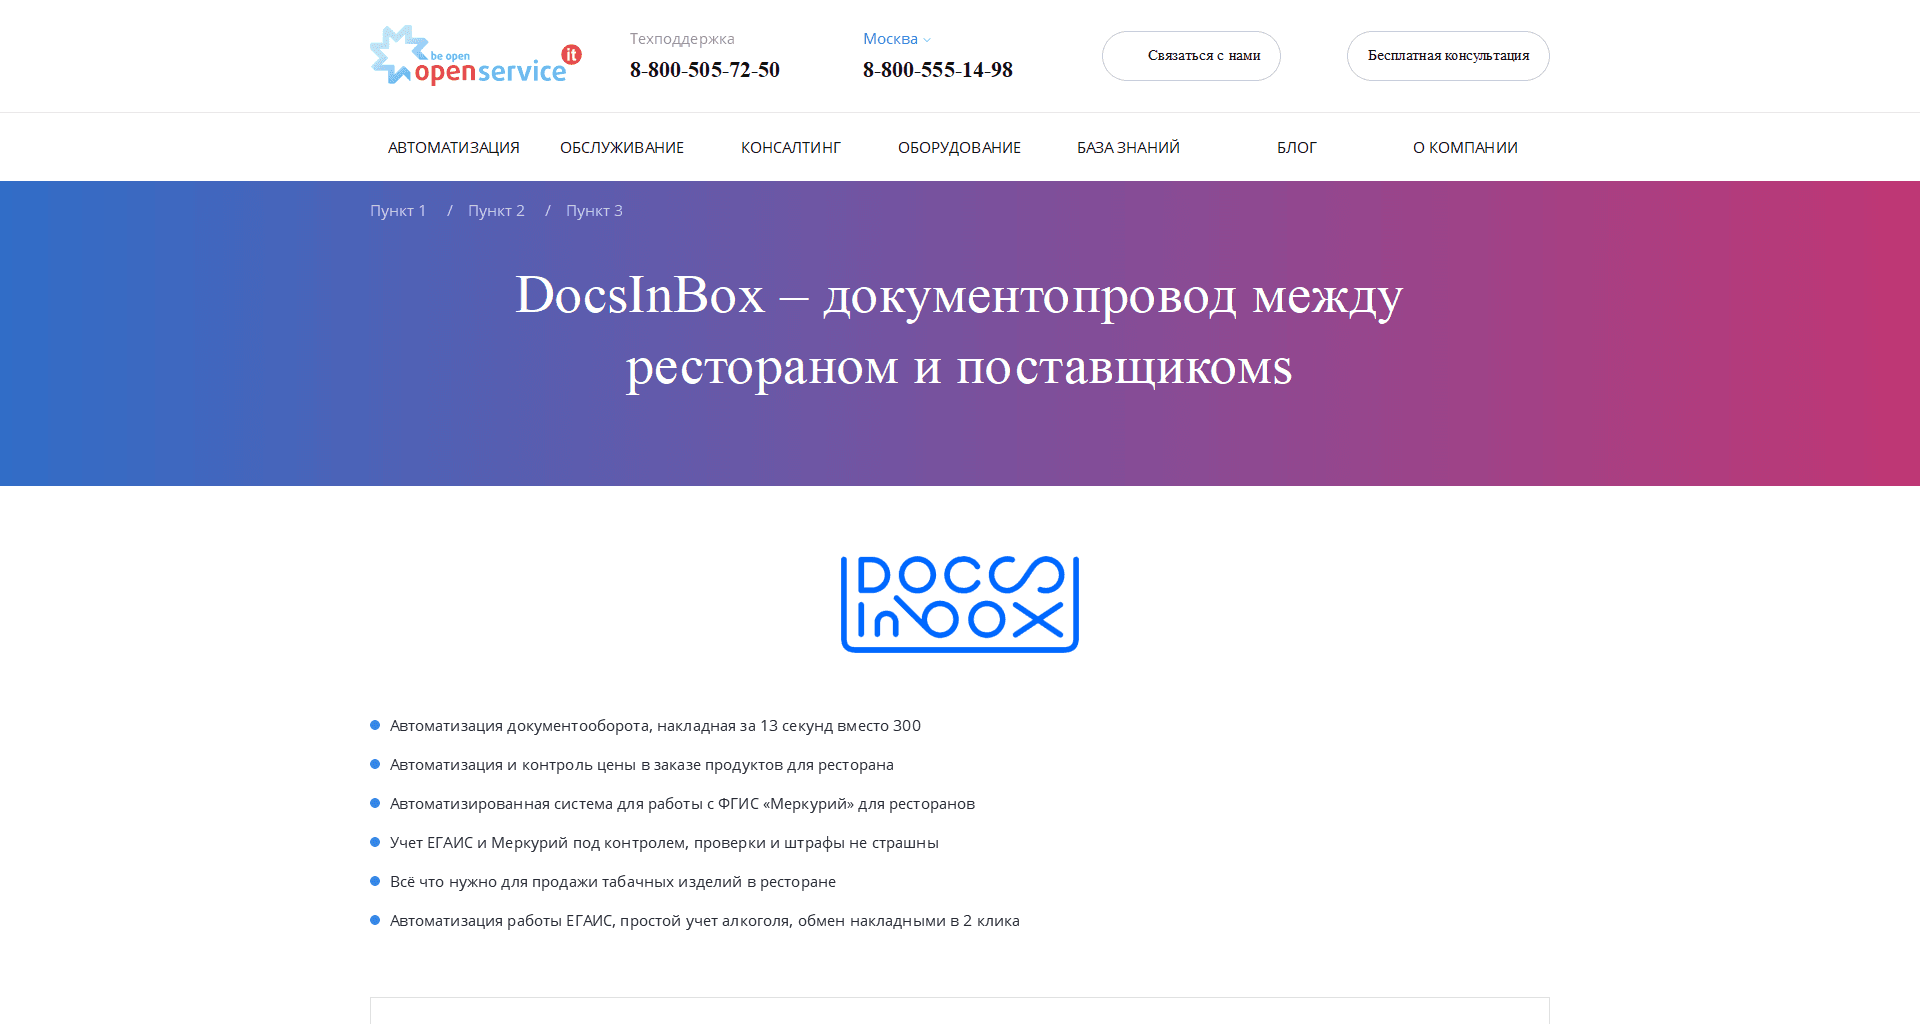 be open
openservice it
Техподдержка
8-800-505-72-50
Москва
8-800-555-14-98
Связаться с нами
Бесплатная консультация
АВТОМАТИЗАЦИЯ ОБСЛУЖИВАНИЕ КОНСАЛТИНГ ОБОРУДОВАНИЕ БАЗА ЗНАНИЙ БЛОГ О КОМПАНИИ
Пункт 1 / Пункт 2 / Пункт 3
DocsInBox – документопровод между
рестораном и поставщикомs
DOCS
InBOX
Автоматизация документооборота, накладная за 13 секунд вместо 300
Автоматизация и контроль цены в заказе продуктов для ресторана
Автоматизированная система для работы с ФГИС «Меркурий» для ресторанов
Учет ЕГАИС и Меркурий под контролем, проверки и штрафы не страшны
Всё что нужно для продажи табачных изделий в ресторане
Автоматизация работы ЕГАИС, простой учет алкоголя, обмен накладными в 2 клика